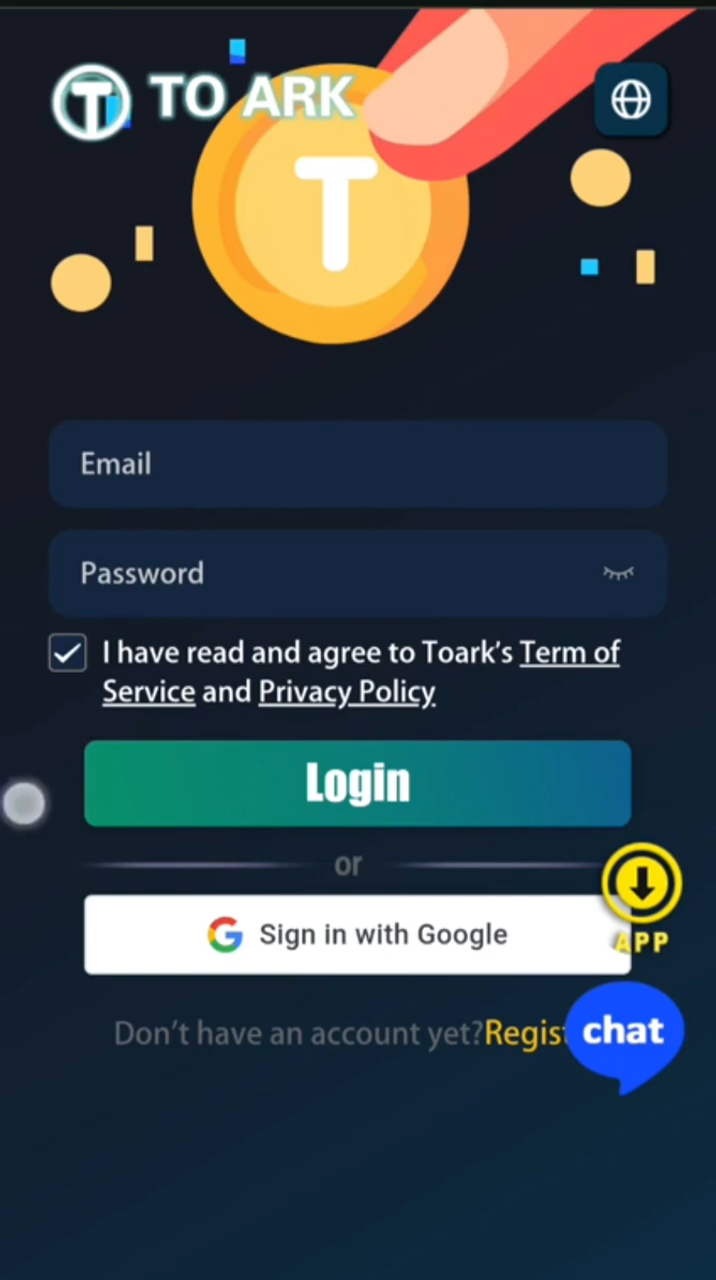 TO ARK
T
Email
Password
I have read and agree to Toark's Term of
Service and Privacy Policy
Login
or
Sign in with Google
APP
Don't have an account yet?Regist
chat